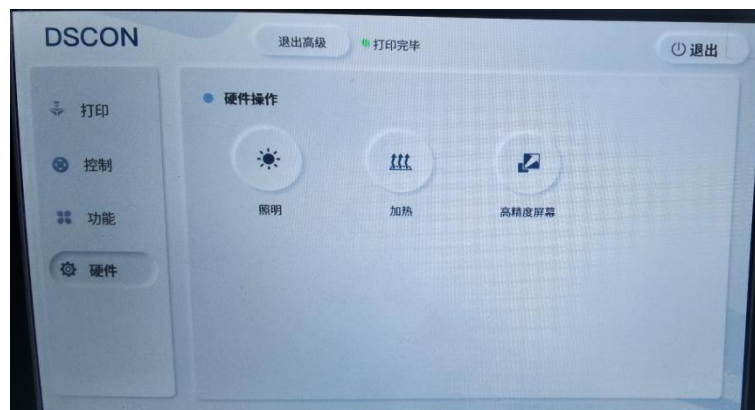 DSCON
退出高级
打印完毕
退出
打印
控制
功能
硬件
硬件操作
照明
加热
高精度屏幕